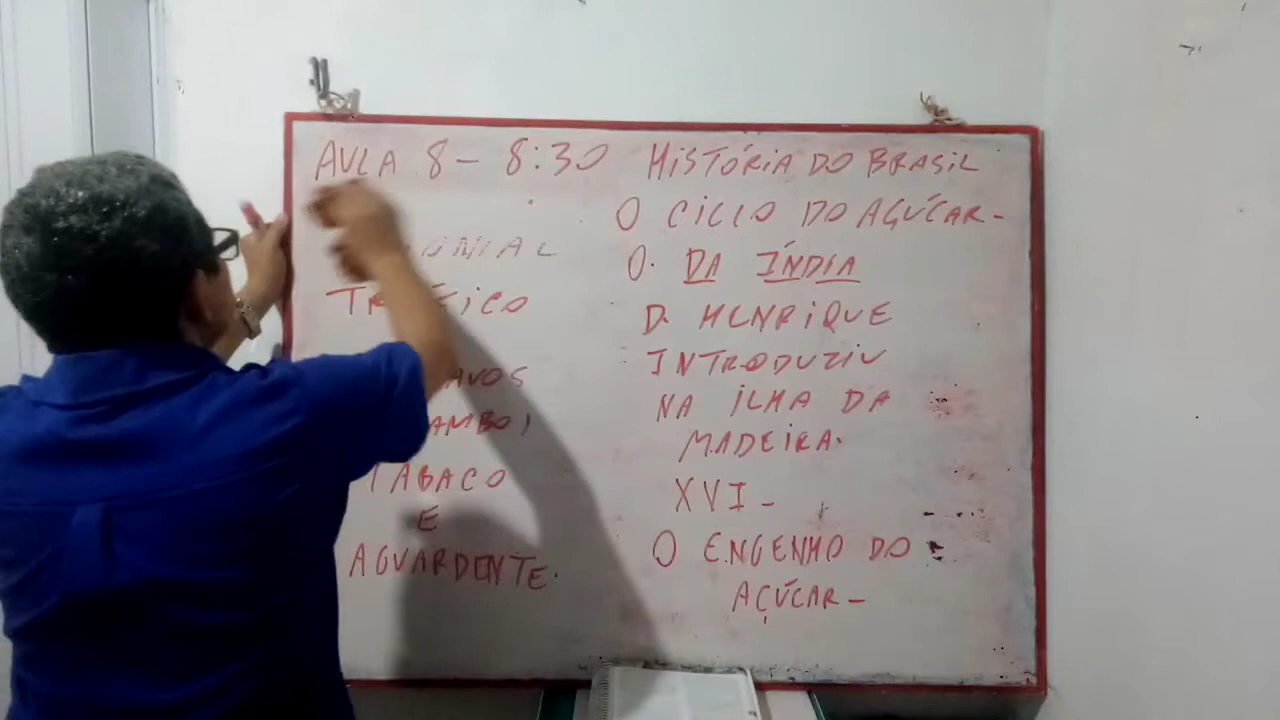 AULA 8 - 8:30 HISTÓRIA DO BRASIL
O CICLO DO AÇÚCAR -
O. DA ÍNDIA
D. HENRIQUE
INTRODUZIU
NA ILHA DA
MADEIRA.
XVI -
O ENGENHO DO
AÇÚCAR -
TABACO
E
AGUARDENTE.